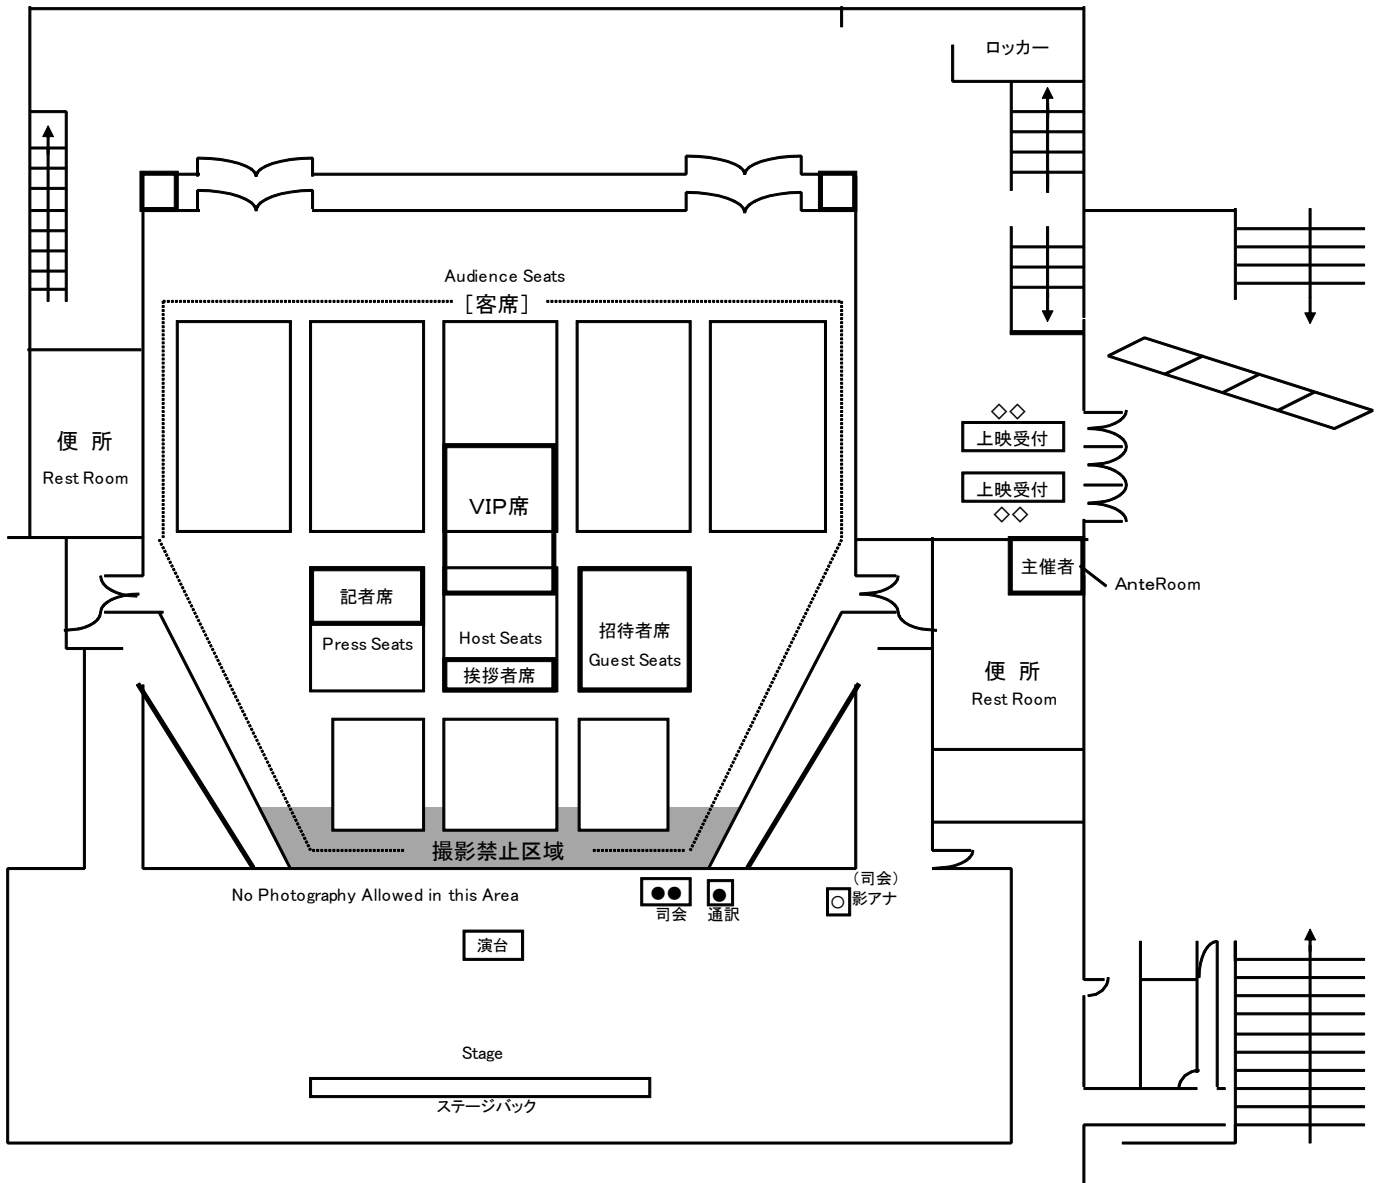 ロッカー
Audience Seats
［客席］
◇◇
上映受付
上映受付
◇◇
便 所
Rest Room
VIP席
主催者
AnteRoom
記者席
Press Seats
Host Seats
挨拶者席
招待者席
Guest Seats
便 所
Rest Room
撮影禁止区域
No Photography Allowed in this Area
●●
司会
●
通訳
（司会）
○
影アナ
演台
Stage
ステージバック